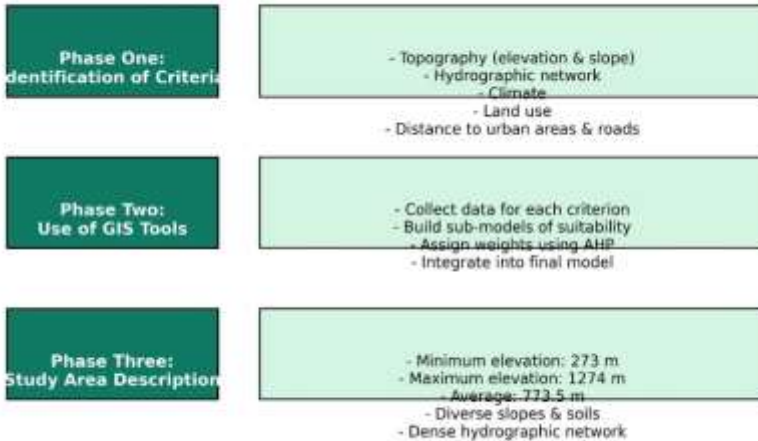 Phase One:
Identification of Criteria
- Topography (elevation & slope)
- Hydrographic network
- Climate
- Land use
- Distance to urban areas & roads
Phase Two:
Use of GIS Tools
- Collect data for each criterion
- Build sub-models of suitability
- Assign weights using AHP
- Integrate into final model
Phase Three:
Study Area Description
- Minimum elevation: 273 m
- Maximum elevation: 1274 m
- Average: 773.5 m
- Diverse slopes & soils
- Dense hydrographic network